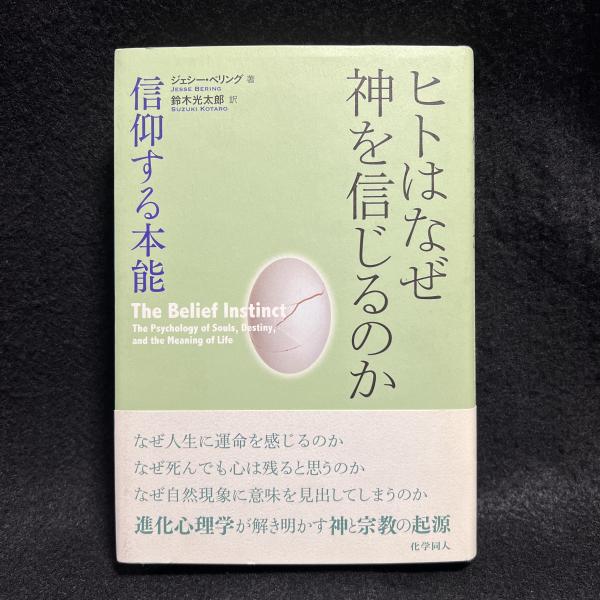 ヒトはなぜ
神を信じるのか
信仰する本能
ジェシー・ベリング 著
JESSE BERING
鈴木光太郎 訳
SUZUKI KOTARO
The Belief Instinct
The Psychology of Souls, Destiny,
and the Meaning of Life
なぜ人生に運命を感じるのか
なぜ死んでも心は残ると思うのか
なぜ自然現象に意味を見出してしまうのか
進化心理学が解き明かす神と宗教の起源
化学同人